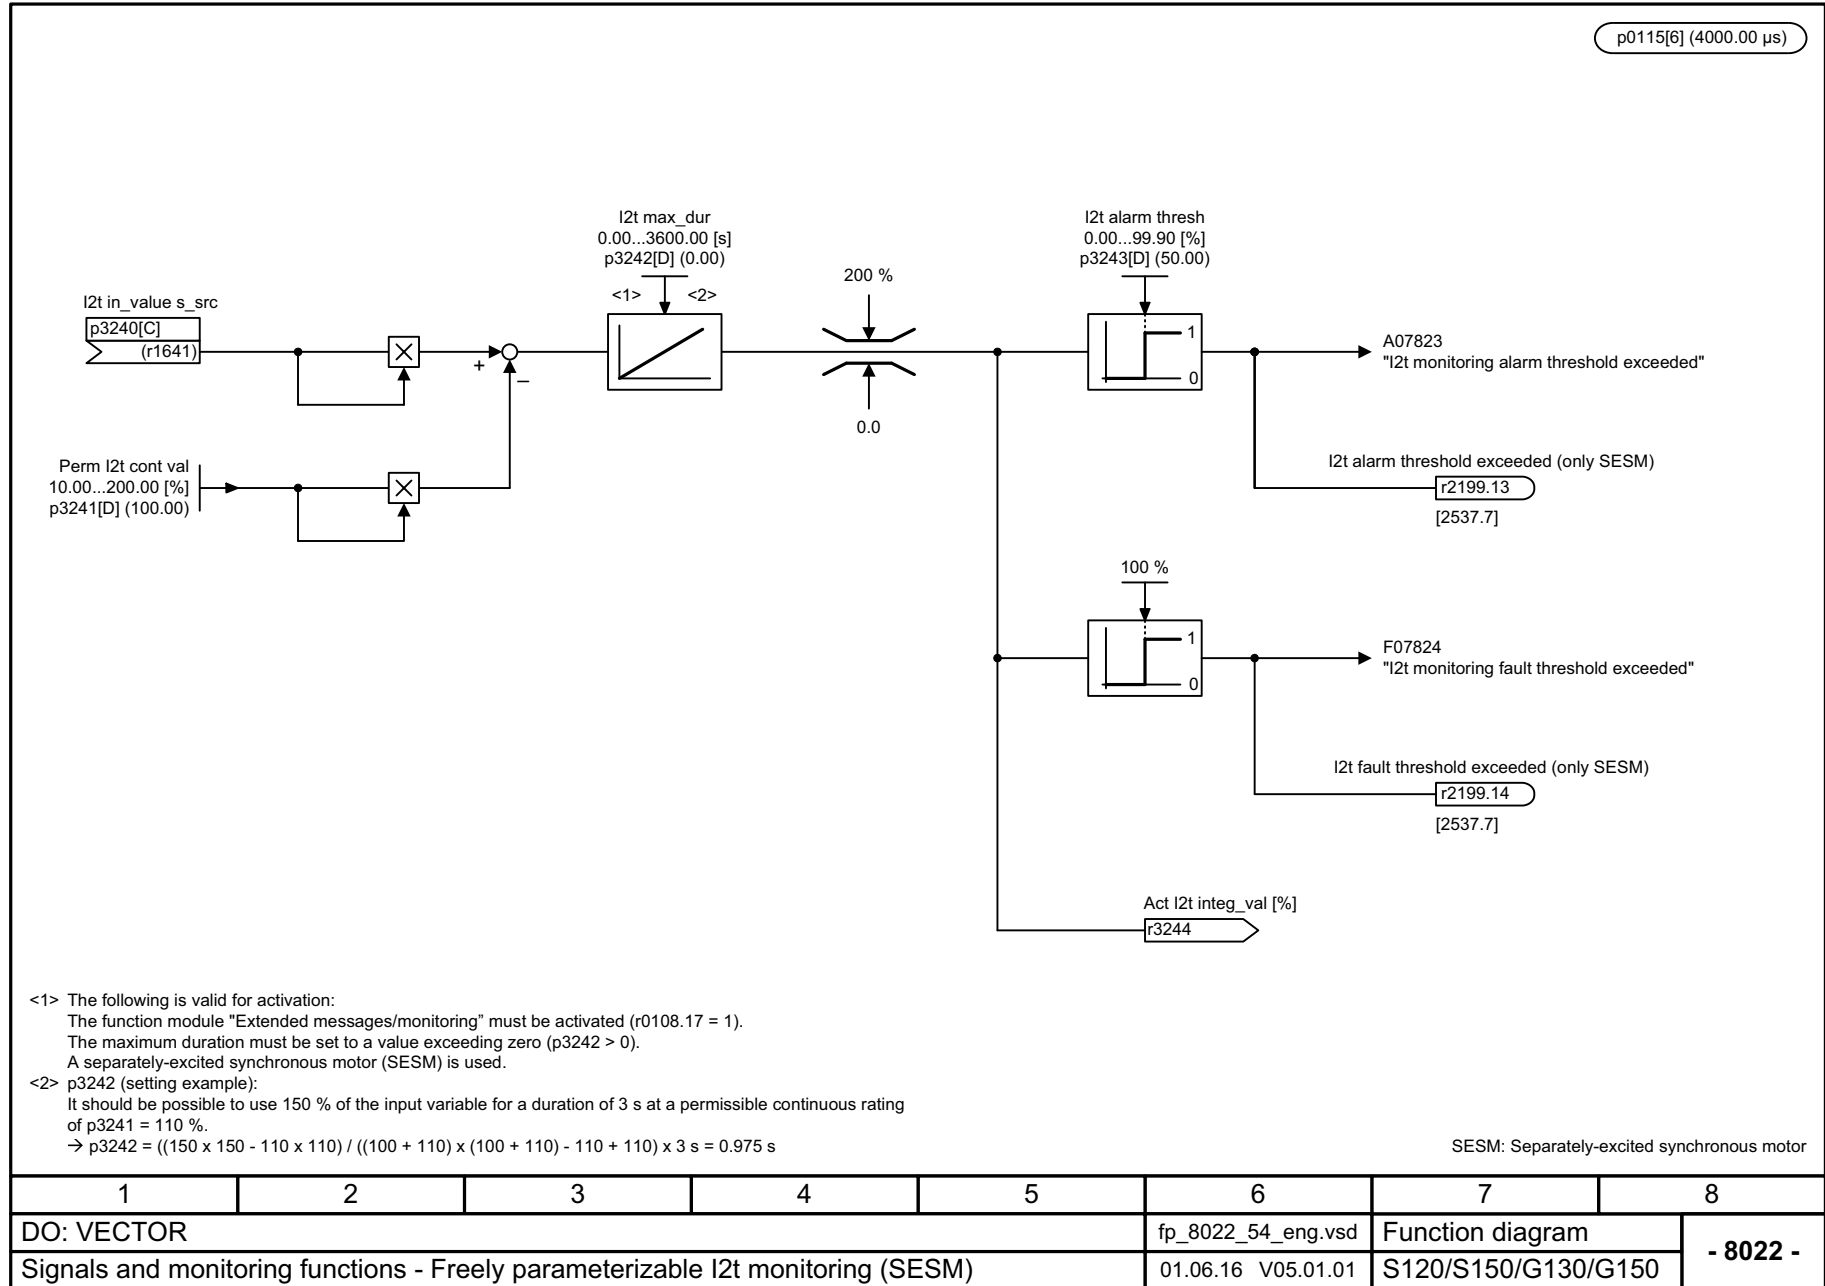 p0115[6] (4000.00 µs)
I2t max_dur
0.00...3600.00 [s]
p3242[D] (0.00)
<1>
<2>
200 %
0.0
I2t alarm thresh
0.00...99.90 [%]
p3243[D] (50.00)
I2t in_value s_src
p3240[C]
(r1641)
+
–
1
0
A07823
"I2t monitoring alarm threshold exceeded"
Perm I2t cont val
10.00...200.00 [%]
p3241[D] (100.00)
I2t alarm threshold exceeded (only SESM)
r2199.13
[2537.7]
100 %
1
0
F07824
"I2t monitoring fault threshold exceeded"
I2t fault threshold exceeded (only SESM)
r2199.14
[2537.7]
Act I2t integ_val [%]
r3244
<1> The following is valid for activation:
The function module "Extended messages/monitoring” must be activated (r0108.17 = 1).
The maximum duration must be set to a value exceeding zero (p3242 > 0).
A separately-excited synchronous motor (SESM) is used.
<2> p3242 (setting example):
It should be possible to use 150 % of the input variable for a duration of 3 s at a permissible continuous rating
of p3241 = 110 %.
→ p3242 = ((150 x 150 - 110 x 110) / ((100 + 110) x (100 + 110) - 110 + 110) x 3 s = 0.975 s
SESM: Separately-excited synchronous motor
1 2 3 4 5 6 7 8
DO: VECTOR
fp_8022_54_eng.vsd
Function diagram
- 8022 -
Signals and monitoring functions - Freely parameterizable I2t monitoring (SESM)
01.06.16 V05.01.01
S120/S150/G130/G150